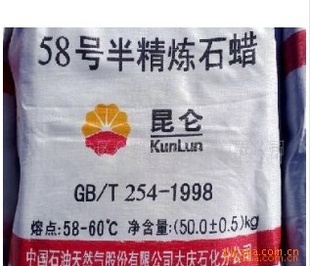 58号半精炼石蜡
昆仑
KunLun
GB/T 254-1998
熔点:58-60℃ 净含量:(50.0±0.5)kg
中国石油天然气股份有限公司大庆石化分公司